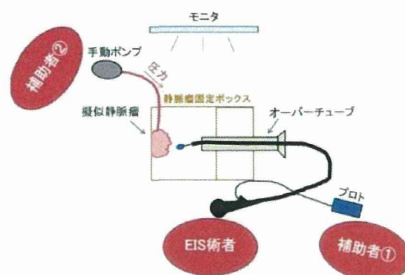 モニタ
手動ポンプ
補助者②
圧力
静脈瘤固定ボックス
擬似静脈瘤
オーバーチューブ
プロト
EIS術者
補助者①